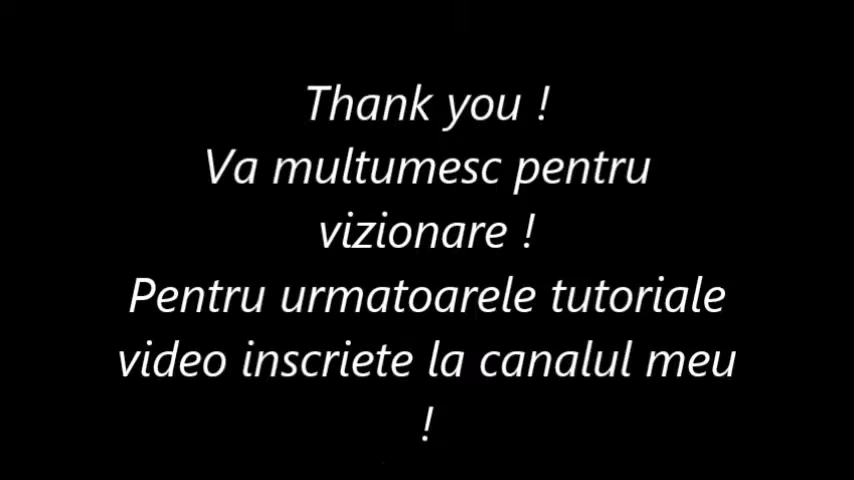 Thank you !
Va multumesc pentru
vizionare !
Pentru urmatoarele tutoriale
video inscriete la canalul meu
!